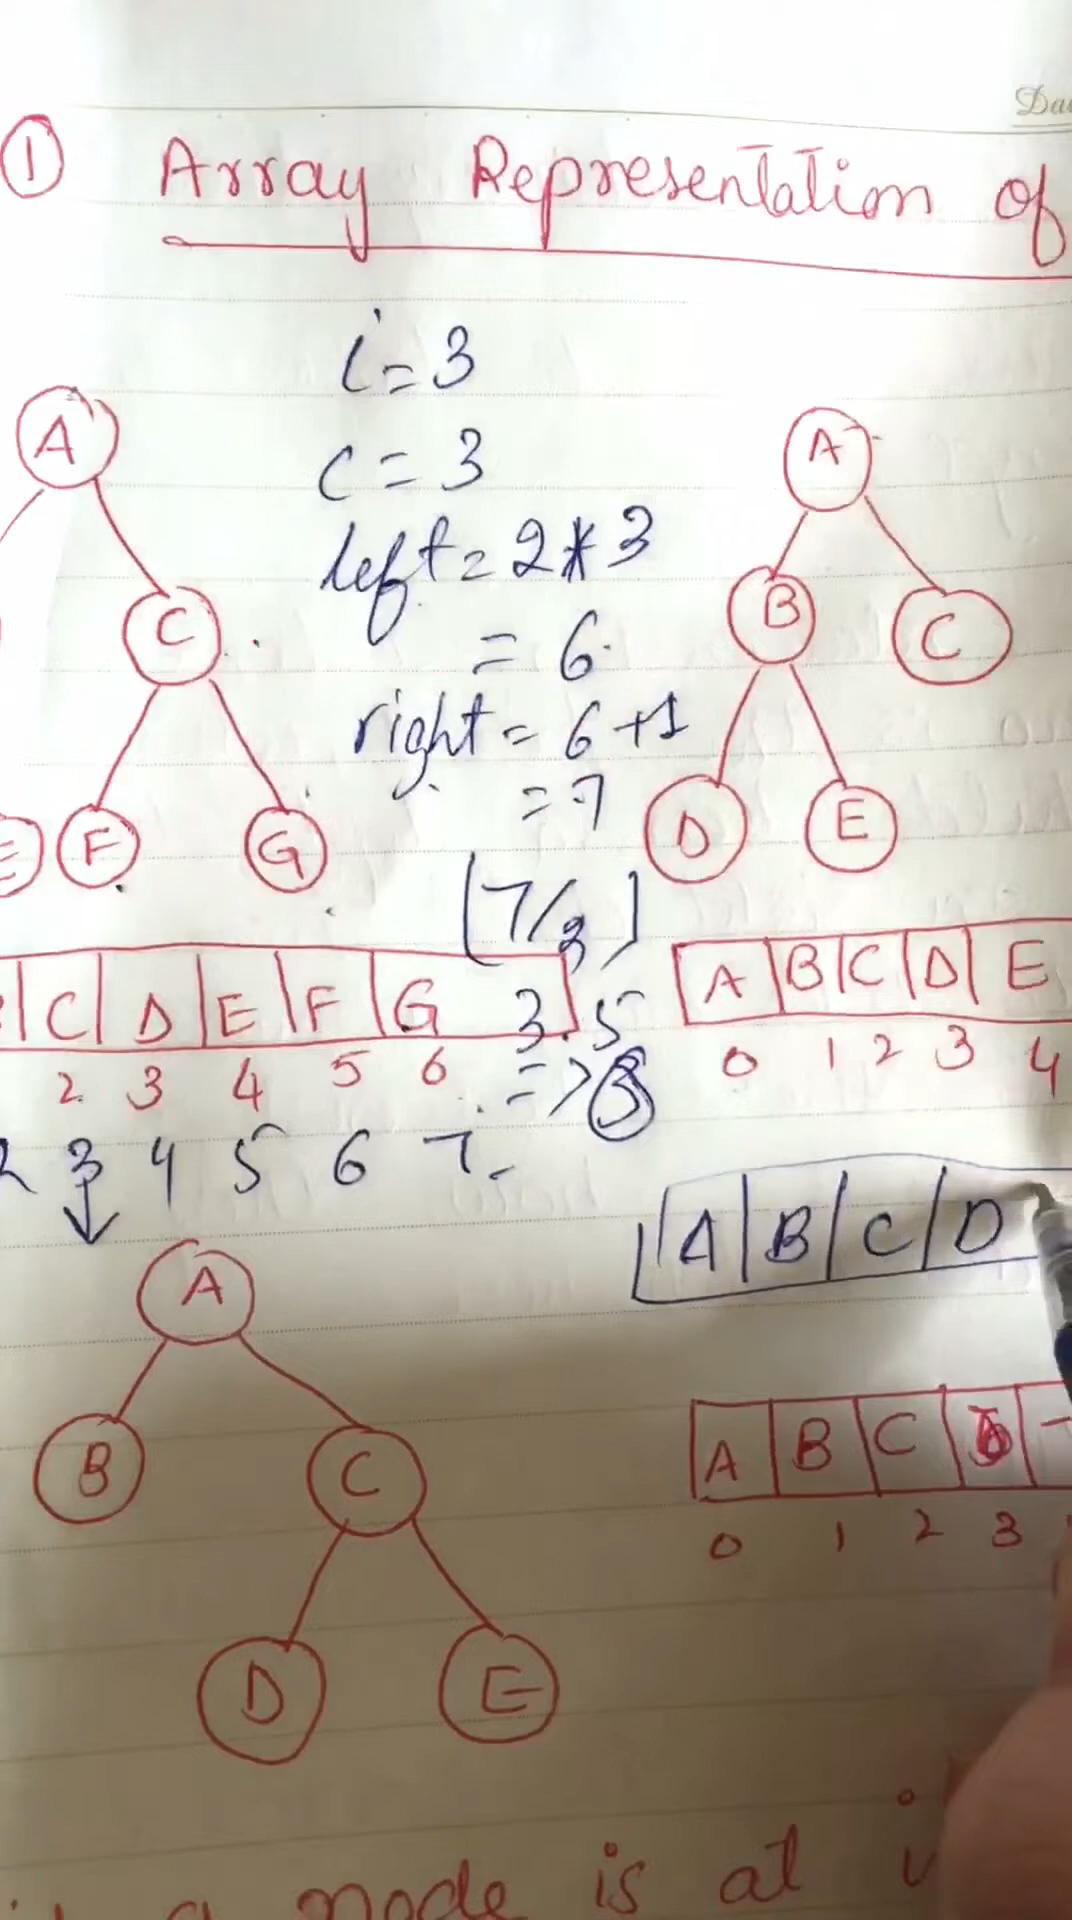 Da
① Array Representation of
i = 3
c = 3
left = 2*3
= 6
right = 6+1
= 7
[7/2]
3.5
=> 3
A
C
F G
A
B C
D E
C D E F G
2 3 4 5 6
2 3 4 5 6 7
A B C D E
0 1 2 3 4
A B C D
A
B C
D E
A B C -
0 1 2 3
a node is at i